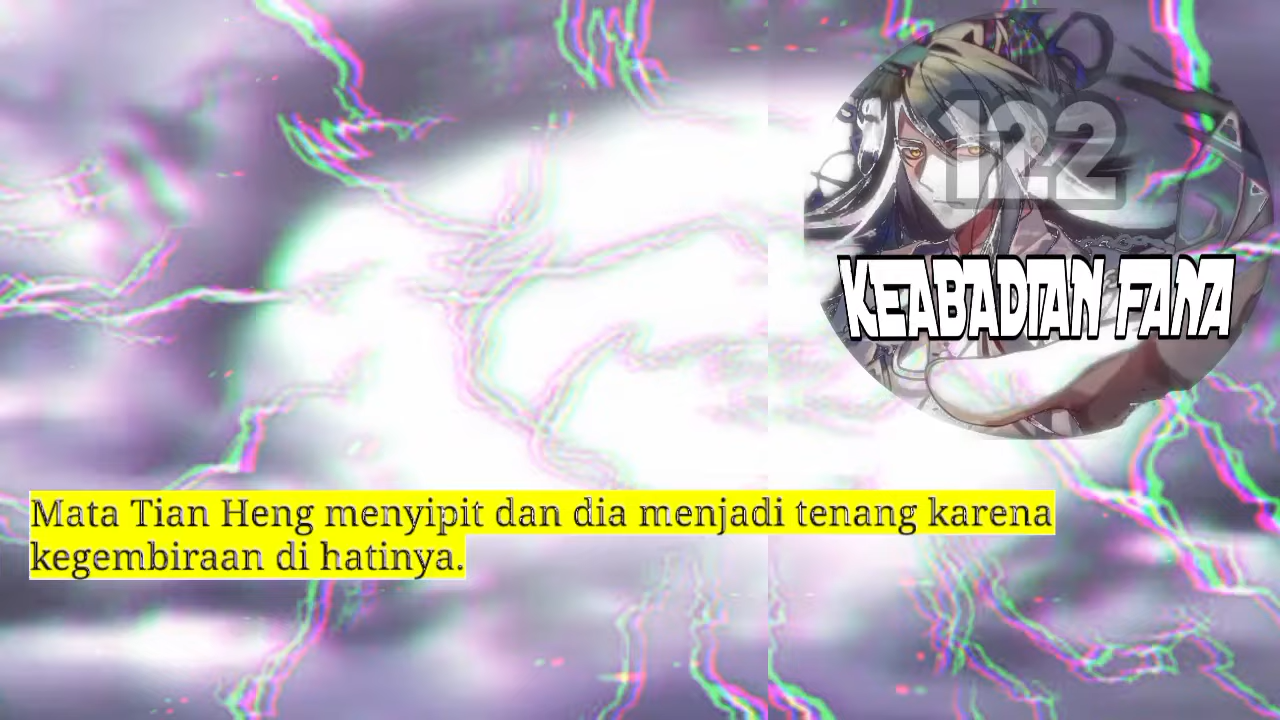 122
KEABADIAN FANA
Mata Tian Heng menyipit dan dia menjadi tenang karena
kegembiraan di hatinya.